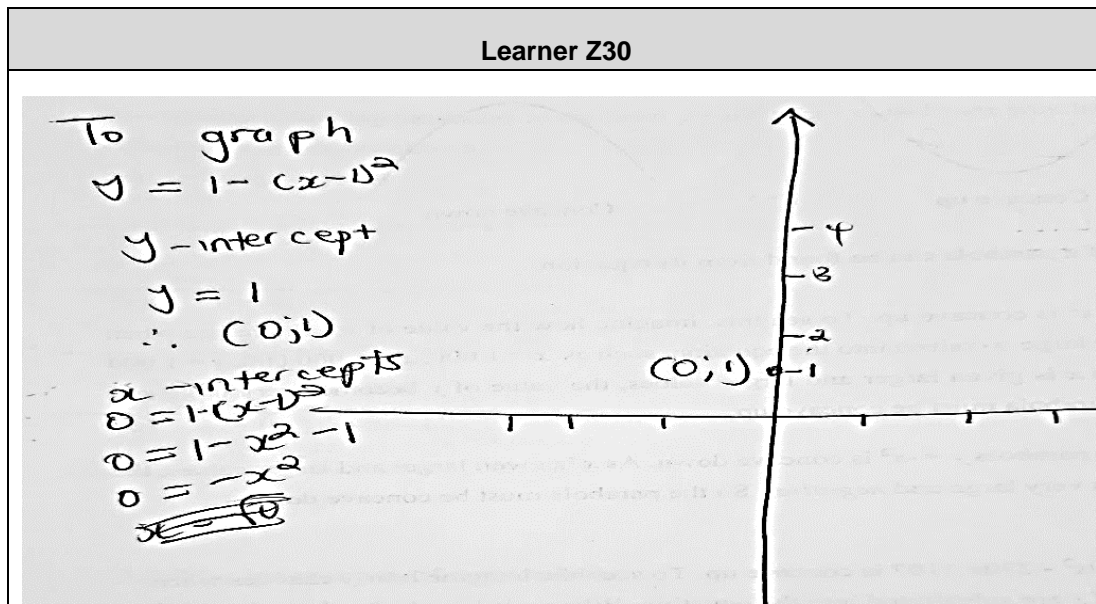 Learner Z30
To graph
y = 1 - (x-1)²
y-intercept
y = 1
∴ (0;1)
x-intercepts
0 = 1-(x-1)²
0 = 1 - x² - 1
0 = -x²
4
3
2
(0;1) 1